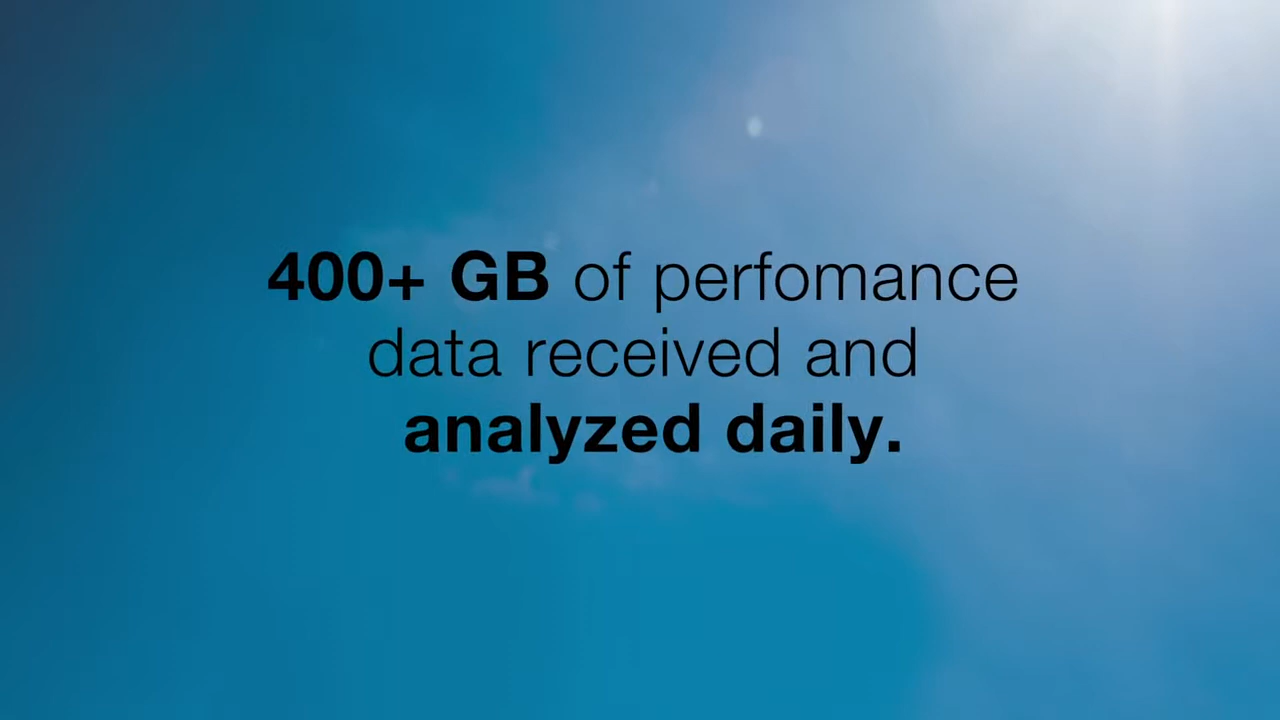 400+ GB of perfomance
data received and
analyzed daily.